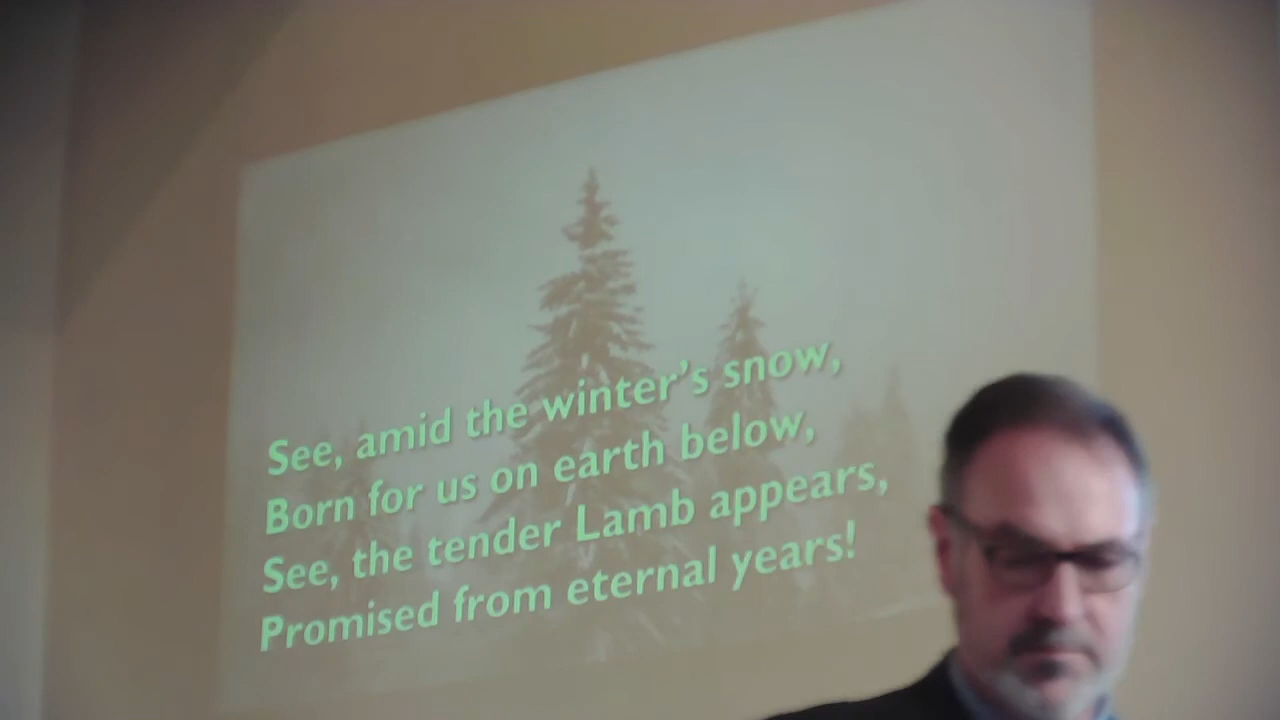 See, amid the winter's snow,
Born for us on earth below,
See, the tender Lamb appears,
Promised from eternal years!